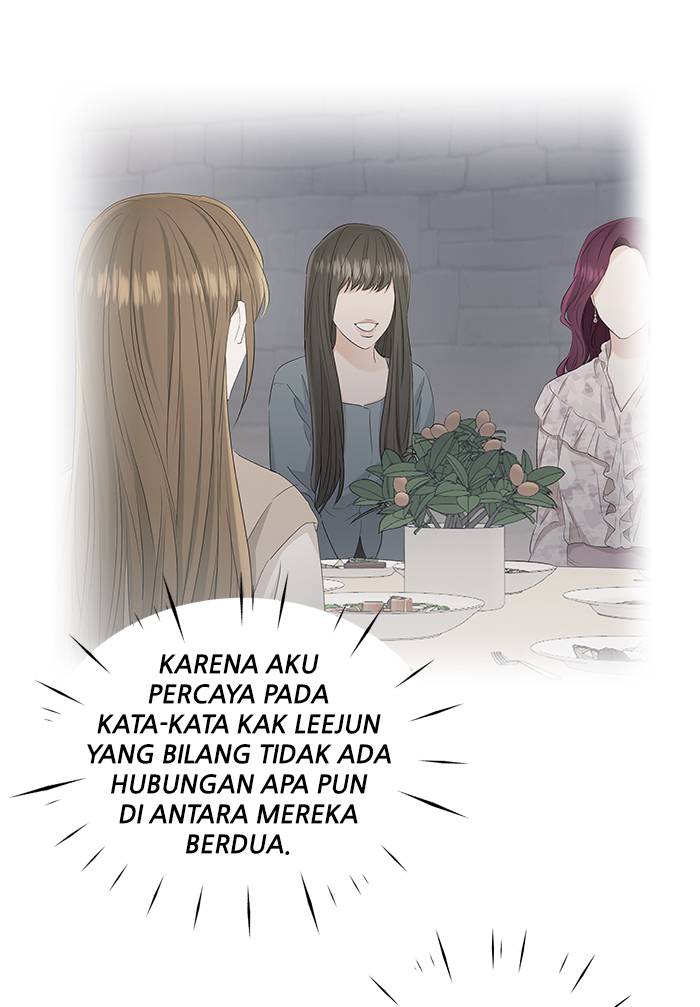 KARENA AKU
PERCAYA PADA
KATA-KATA KAK LEEJUN
YANG BILANG TIDAK ADA
HUBUNGAN APA PUN
DI ANTARA MEREKA
BERDUA.